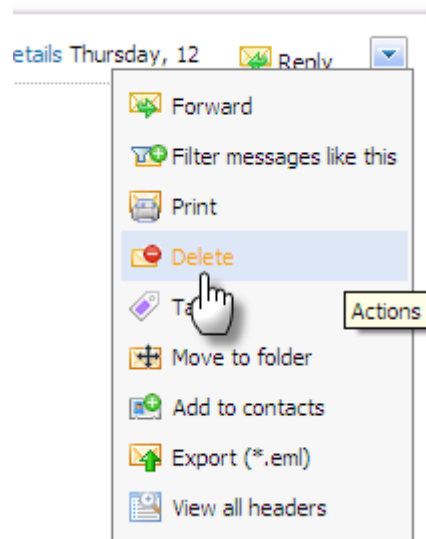 etails Thursday, 12 Reply
Forward
Filter messages like this
Print
Delete
Actions
Move to folder
Add to contacts
Export (*.eml)
View all headers